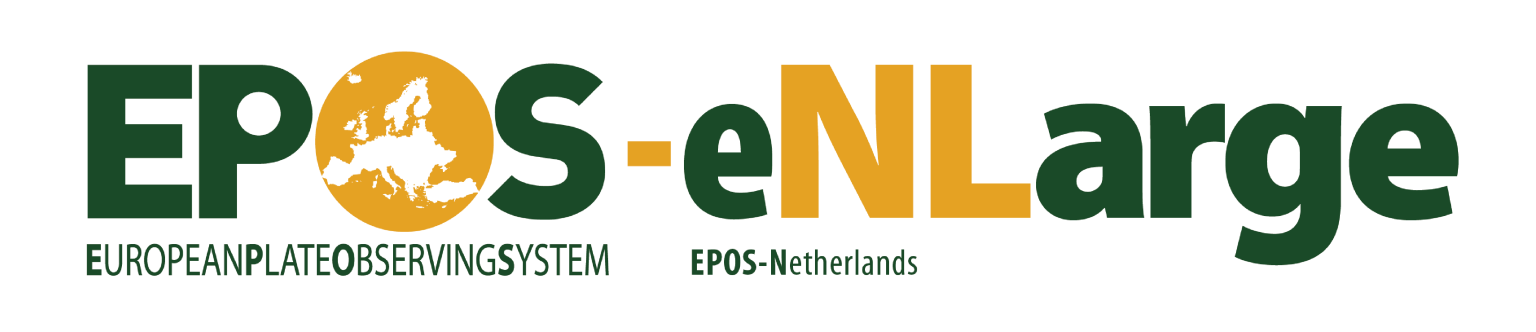 EPOS-eNLarge
EUROPEANPLATEOBSERVINGSYSTEM
EPOS-Netherlands